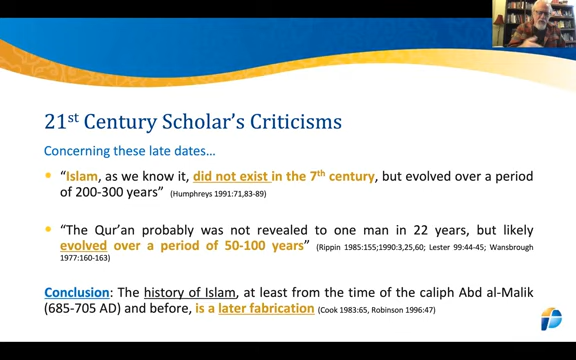 21st Century Scholar's Criticisms
Concerning these late dates…
“Islam, as we know it, did not exist in the 7th century, but evolved over a period
of 200-300 years” (Humphreys 1991:71,83-89)
“The Qur’an probably was not revealed to one man in 22 years, but likely
evolved over a period of 50-100 years” (Rippin 1985:155;1990:3,25,60; Lester 99:44-45; Wansbrough
1977:160-163)
Conclusion: The history of Islam, at least from the time of the caliph Abd al-Malik
(685-705 AD) and before, is a later fabrication (Cook 1983:65, Robinson 1996:47)